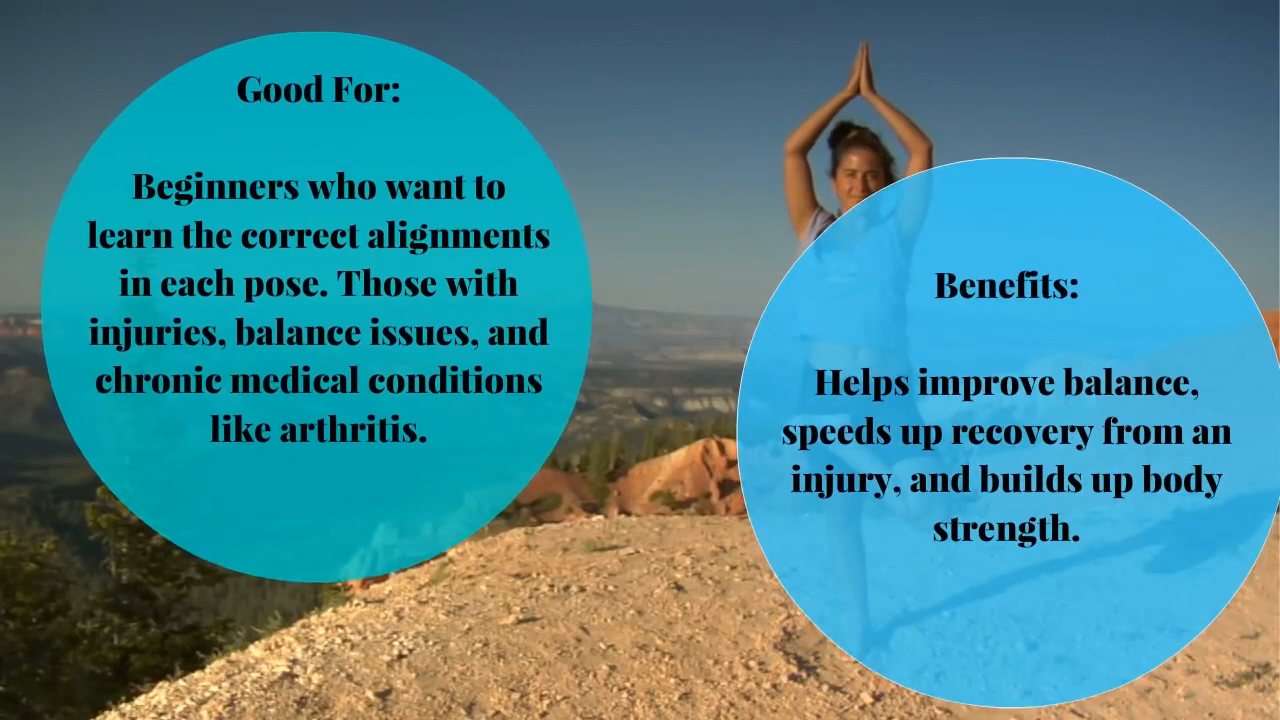 Good For:
Beginners who want to
learn the correct alignments
in each pose. Those with
injuries, balance issues, and
chronic medical conditions
like arthritis.
Benefits:
Helps improve balance,
speeds up recovery from an
injury, and builds up body
strength.